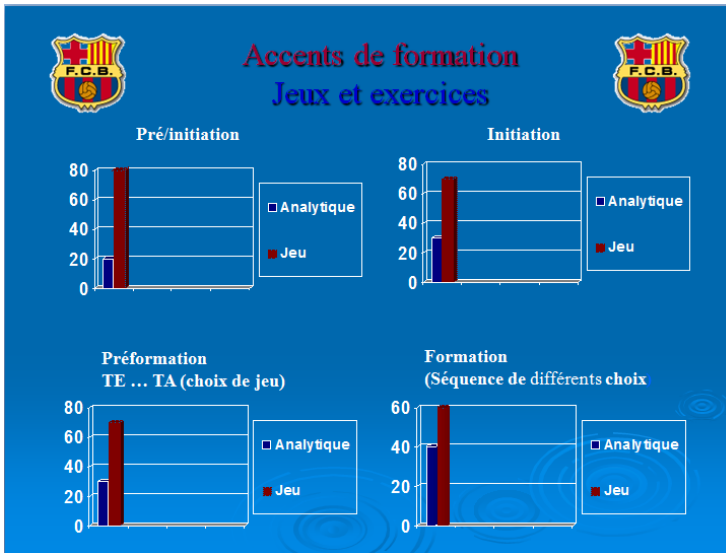 Accents de formation
Jeux et exercices
F.C.B.
F.C.B.
Pré/initiation
80
60
40
20
0
Analytique
Jeu
Initiation
80
60
40
20
0
Analytique
Jeu
Préformation
TE … TA (choix de jeu)
80
60
40
20
0
Analytique
Jeu
Formation
(Séquence de différents choix
60
40
20
0
Analytique
Jeu